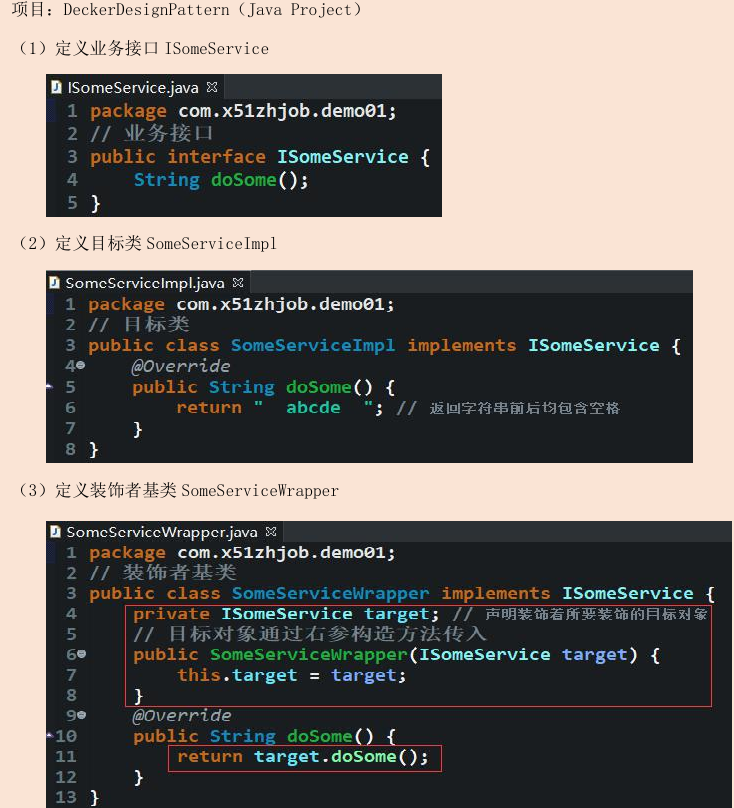 项目：DeckerDesignPattern（Java Project）
（1）定义业务接口 ISomeService
ISomeService.java
1 package com.x51zhjob.demo01;
2 // 业务接口
3 public interface ISomeService {
4 String doSome();
5 }
（2）定义目标类 SomeServiceImpl
SomeServiceImpl.java
1 package com.x51zhjob.demo01;
2 // 目标类
3 public class SomeServiceImpl implements ISomeService {
4 @Override
5 public String doSome() {
6 return "  abcde  "; // 返回字符串前后均包含空格
7 }
8 }
（3）定义装饰者基类 SomeServiceWrapper
SomeServiceWrapper.java
1 package com.x51zhjob.demo01;
2 // 装饰者基类
3 public class SomeServiceWrapper implements ISomeService {
4 private ISomeService target; // 声明装饰着所要装饰的目标对象
5 // 目标对象通过右参构造方法传入
6 public SomeServiceWrapper(ISomeService target) {
7 this.target = target;
8 }
9 @Override
10 public String doSome() {
11 return target.doSome();
12 }
13 }